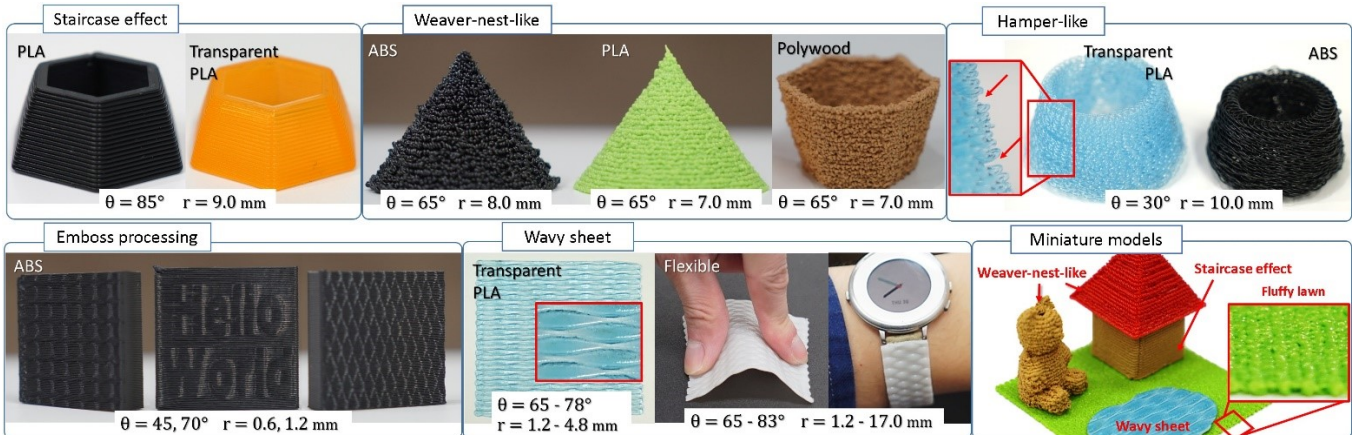 Staircase effect
PLA
Transparent
PLA
θ = 85° r = 9.0 mm
Weaver-nest-like
ABS
PLA
Polywood
θ = 65° r = 8.0 mm
θ = 65° r = 7.0 mm
θ = 65° r = 7.0 mm
Hamper-like
Transparent
PLA
ABS
θ = 30° r = 10.0 mm
Emboss processing
ABS
Hello
World
θ = 45, 70° r = 0.6, 1.2 mm
Wavy sheet
Transparent
PLA
Flexible
θ = 65 - 78°
r = 1.2 - 4.8 mm
θ = 65 - 83° r = 1.2 - 17.0 mm
Miniature models
Weaver-nest-like
Staircase effect
Fluffy lawn
Wavy sheet